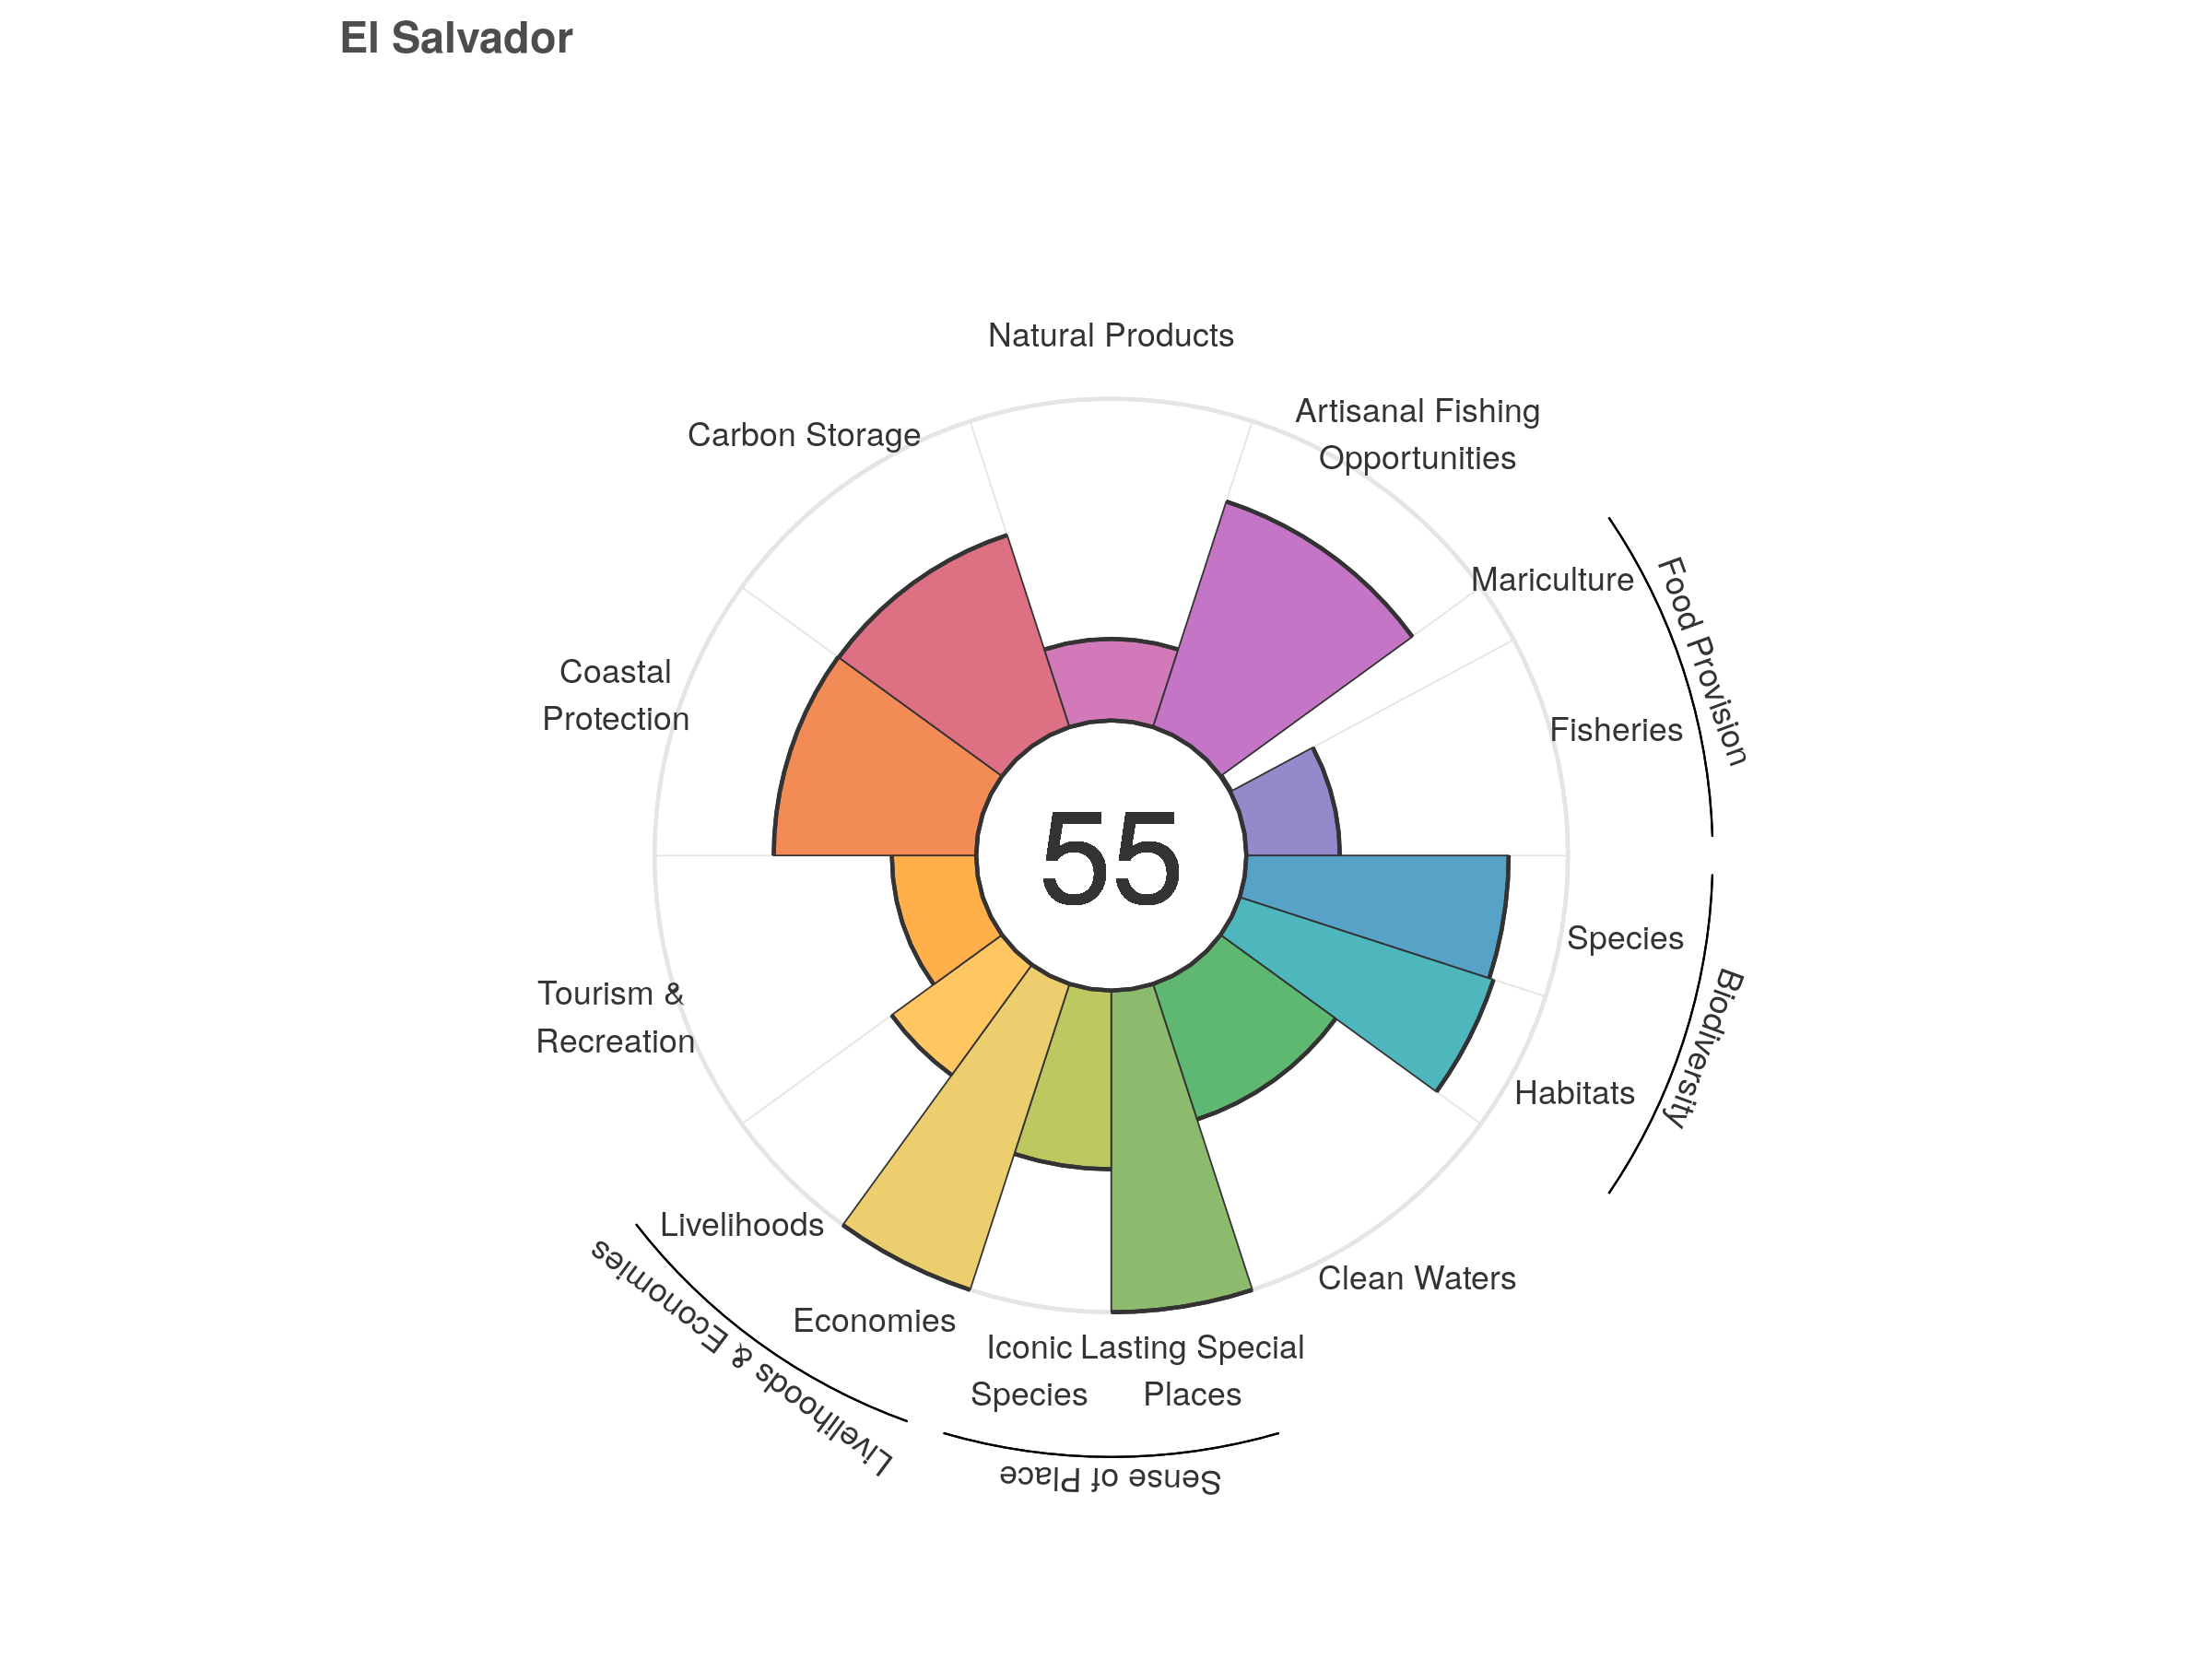 El Salvador
Natural Products
Artisanal Fishing
Opportunities
Carbon Storage
Mariculture
Food Provision
Coastal
Protection
Fisheries
55
Species
Biodiversity
Tourism &
Recreation
Habitats
Livelihoods
Clean Waters
Economies
Livelihoods & Economies
Iconic
Species
Lasting Special
Places
Sense of Place